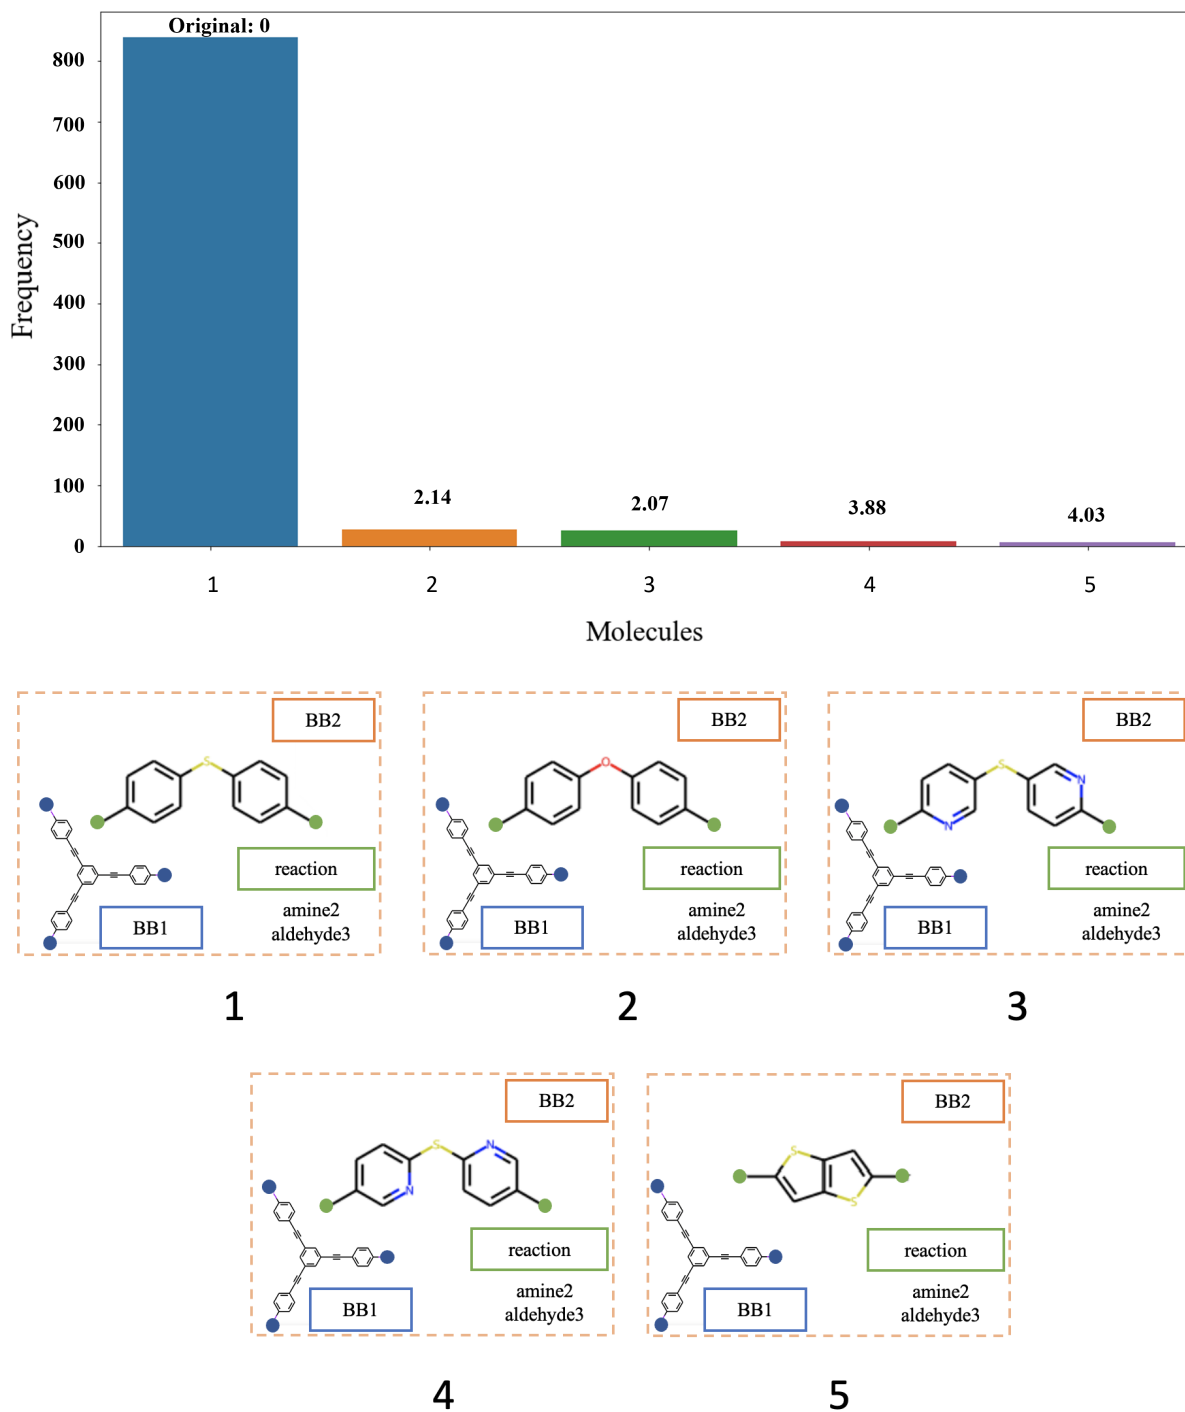 Original: 0
800
700
600
500
400
300
200
100
0
Frequency
2.14
2.07
3.88
4.03
1 2 3 4 5
Molecules
BB2
S
reaction
amine2
aldehyde3
BB1
1
BB2
O
reaction
amine2
aldehyde3
BB1
2
BB2
S
N
N
reaction
amine2
aldehyde3
BB1
3
BB2
S
N
N
reaction
amine2
aldehyde3
BB1
4
BB2
S
S
reaction
amine2
aldehyde3
BB1
5